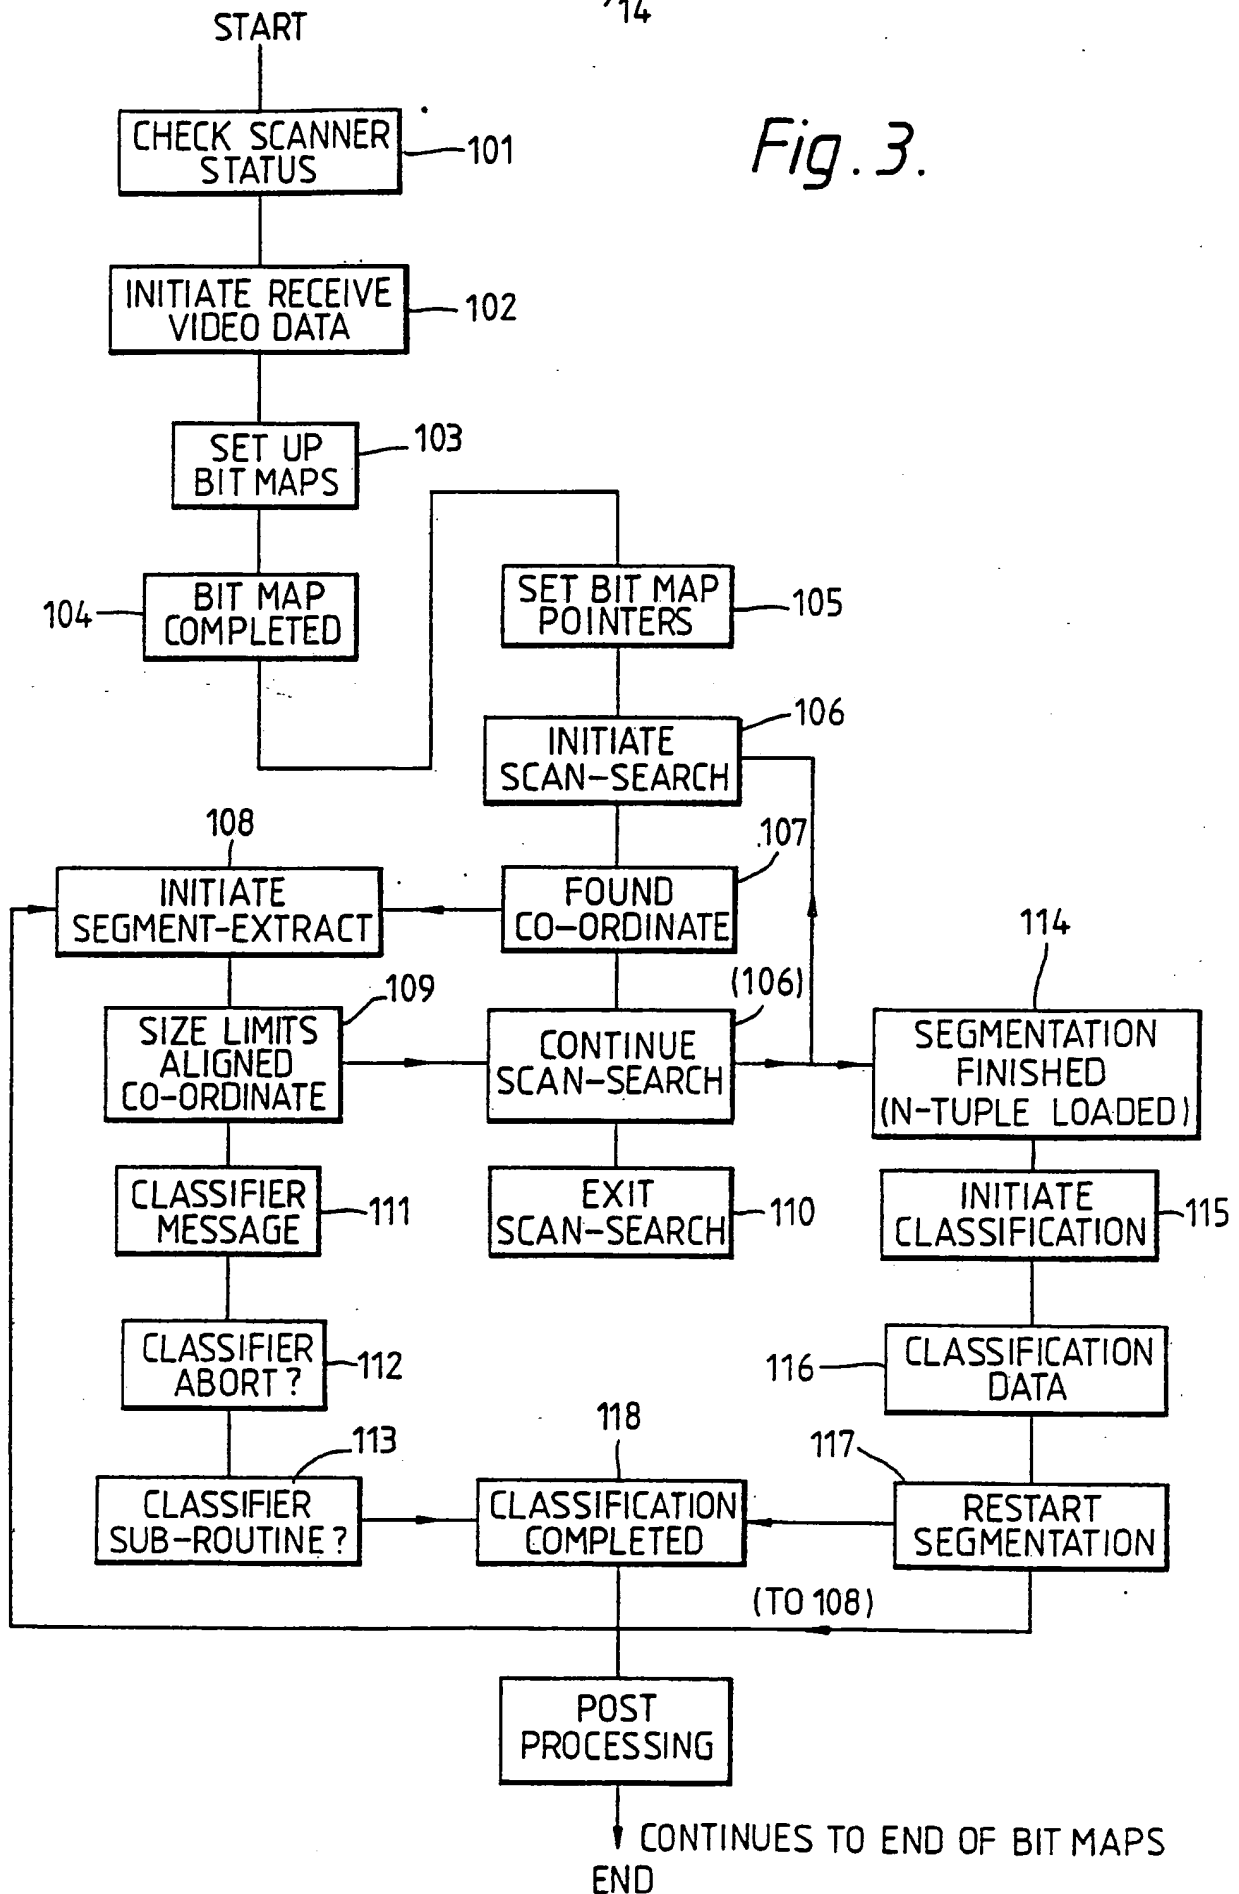 14
START
CHECK SCANNER
STATUS
101
Fig. 3.
INITIATE RECEIVE
VIDEO DATA
102
SET UP
BIT MAPS
103
BIT MAP
COMPLETED
104
SET BIT MAP
POINTERS
105
INITIATE
SCAN-SEARCH
106
107
FOUND
CO-ORDINATE
108
INITIATE
SEGMENT-EXTRACT
109
SIZE LIMITS
ALIGNED
CO-ORDINATE
(106)
CONTINUE
SCAN-SEARCH
114
SEGMENTATION
FINISHED
(N-TUPLE LOADED)
CLASSIFIER
MESSAGE
111
EXIT
SCAN-SEARCH
110
INITIATE
CLASSIFICATION
115
CLASSIFIER
ABORT?
112
116
CLASSIFICATION
DATA
113
CLASSIFIER
SUB-ROUTINE?
118
CLASSIFICATION
COMPLETED
117
RESTART
SEGMENTATION
(TO 108)
POST
PROCESSING
CONTINUES TO END OF BIT MAPS
END